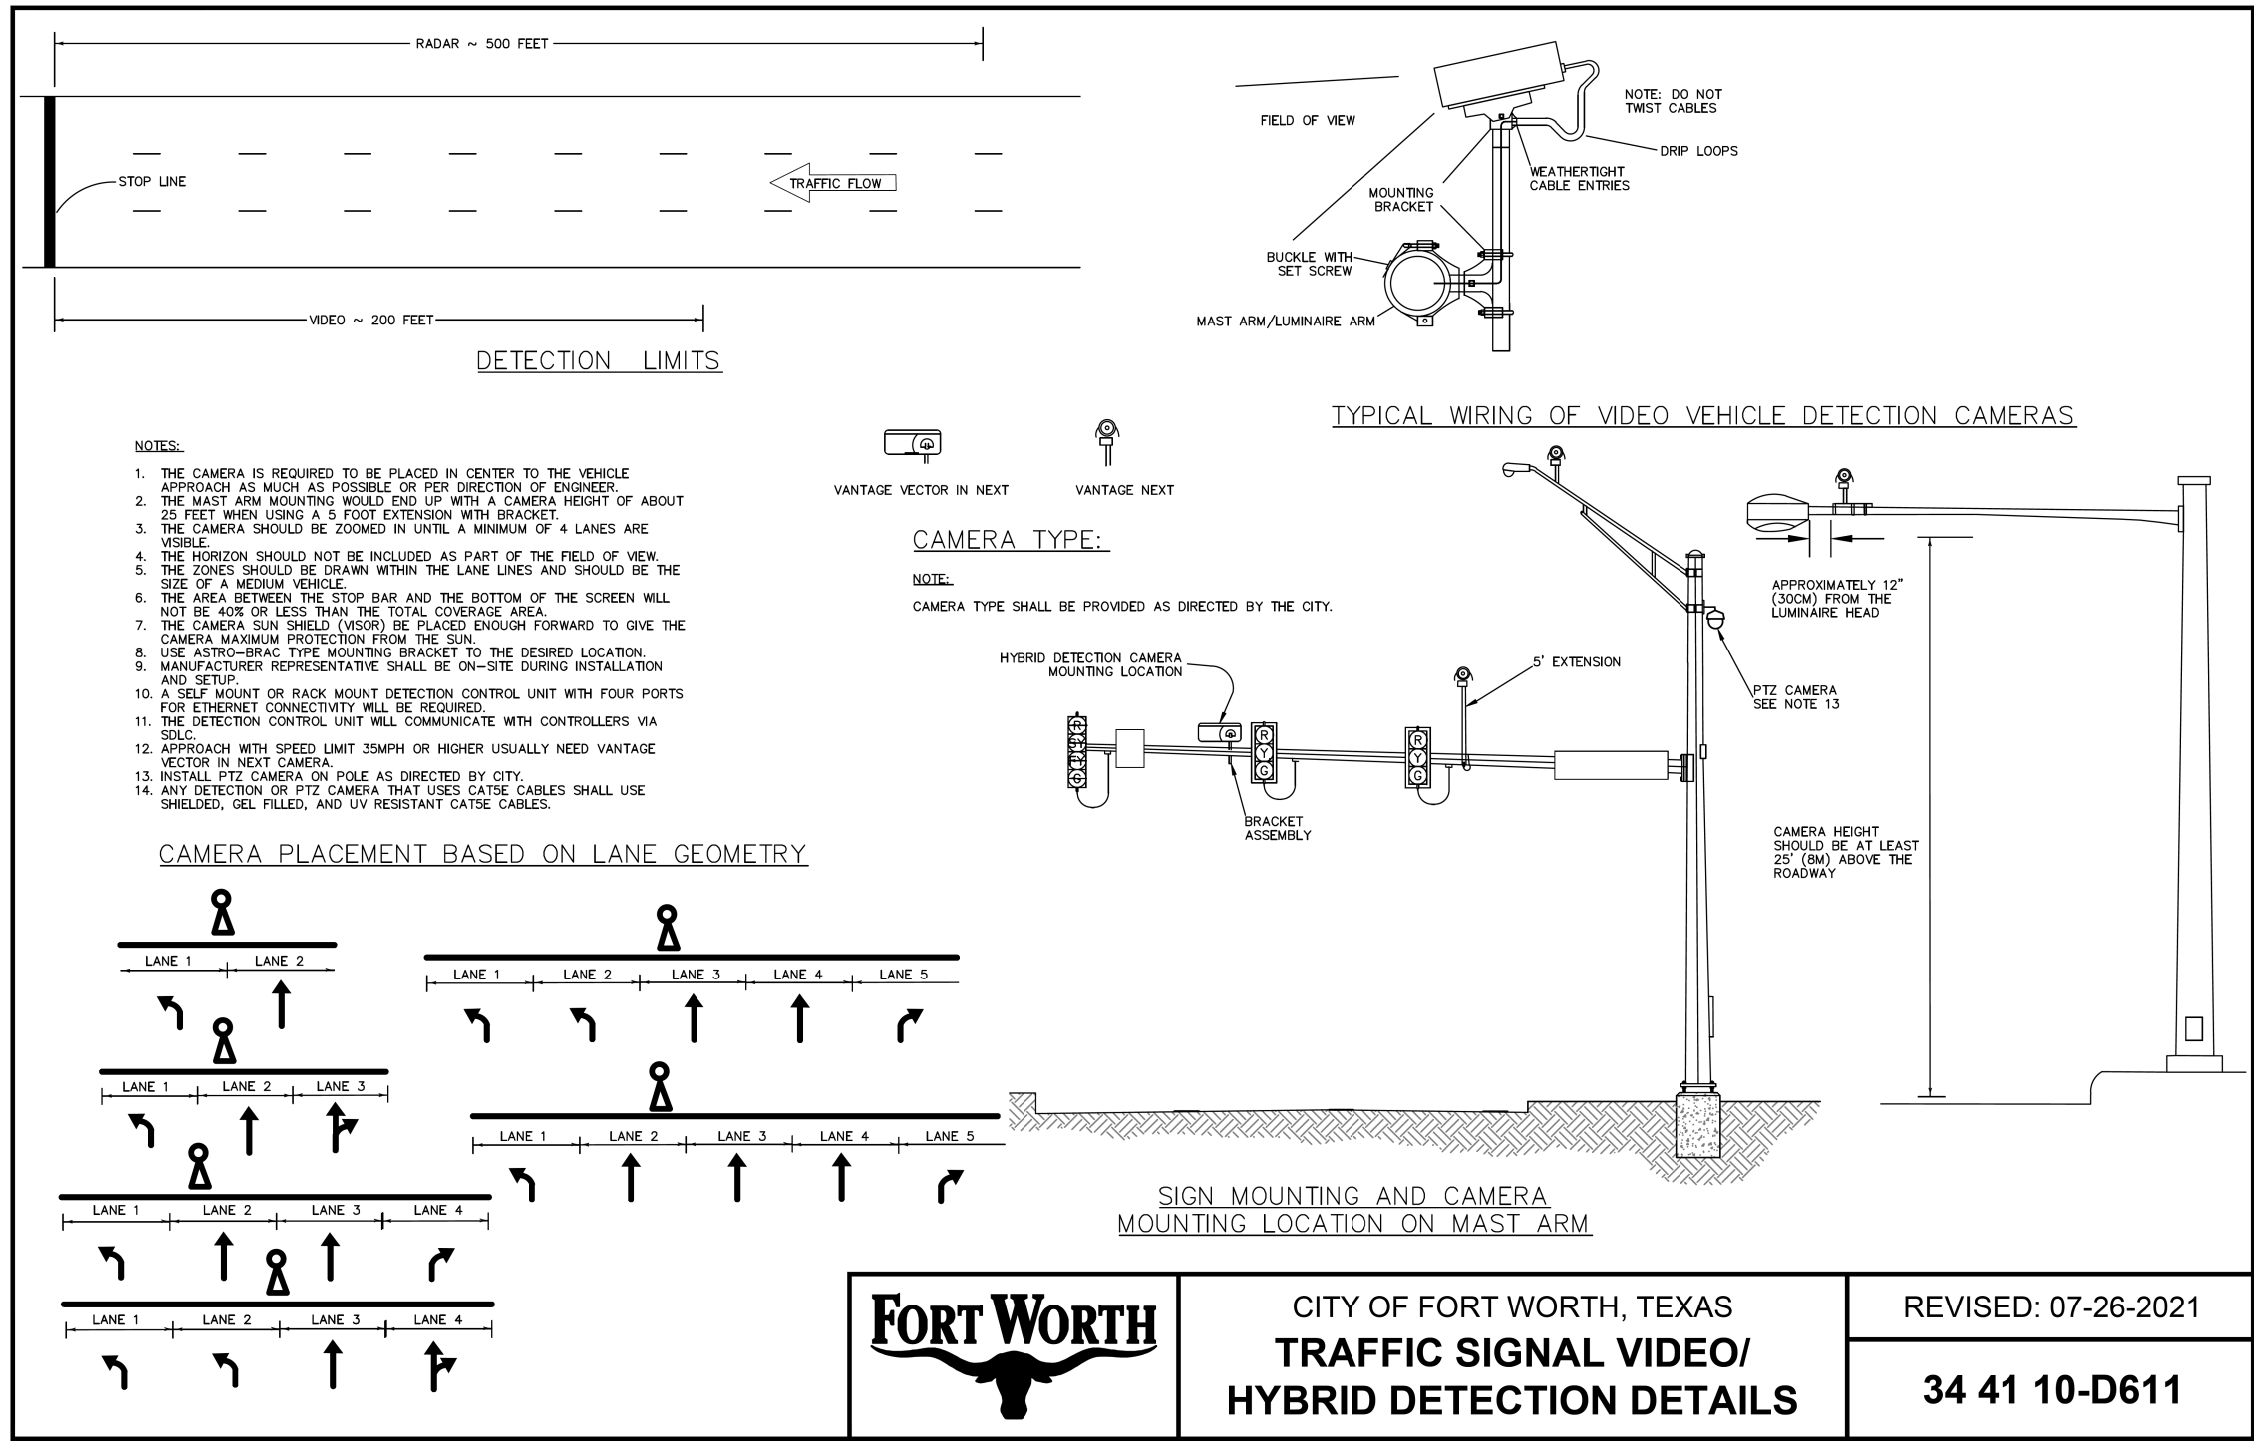 RADAR ~ 500 FEET
STOP LINE
TRAFFIC FLOW
VIDEO ~ 200 FEET
DETECTION LIMITS
FIELD OF VIEW
NOTE: DO NOT
TWIST CABLES
DRIP LOOPS
WEATHERTIGHT
CABLE ENTRIES
MOUNTING
BRACKET
BUCKLE WITH
SET SCREW
MAST ARM/LUMINAIRE ARM
TYPICAL WIRING OF VIDEO VEHICLE DETECTION CAMERAS
NOTES:
1. THE CAMERA IS REQUIRED TO BE PLACED IN CENTER TO THE VEHICLE
APPROACH AS MUCH AS POSSIBLE OR PER DIRECTION OF ENGINEER.
2. THE MAST ARM MOUNTING WOULD END UP WITH A CAMERA HEIGHT OF ABOUT
25 FEET WHEN USING A 5 FOOT EXTENSION WITH BRACKET.
3. THE CAMERA SHOULD BE ZOOMED IN UNTIL A MINIMUM OF 4 LANES ARE
VISIBLE.
4. THE HORIZON SHOULD NOT BE INCLUDED AS PART OF THE FIELD OF VIEW.
5. THE ZONES SHOULD BE DRAWN WITHIN THE LANE LINES AND SHOULD BE THE
SIZE OF A MEDIUM VEHICLE.
6. THE AREA BETWEEN THE STOP BAR AND THE BOTTOM OF THE SCREEN WILL
NOT BE 40% OR LESS THAN THE TOTAL COVERAGE AREA.
7. THE CAMERA SUN SHIELD (VISOR) BE PLACED ENOUGH FORWARD TO GIVE THE
CAMERA MAXIMUM PROTECTION FROM THE SUN.
8. USE ASTRO-BRAC TYPE MOUNTING BRACKET TO THE DESIRED LOCATION.
9. MANUFACTURER REPRESENTATIVE SHALL BE ON-SITE DURING INSTALLATION
AND SETUP.
10. A SELF MOUNT OR RACK MOUNT DETECTION CONTROL UNIT WITH FOUR PORTS
FOR ETHERNET CONNECTIVITY WILL BE REQUIRED.
11. THE DETECTION CONTROL UNIT WILL COMMUNICATE WITH CONTROLLERS VIA
SDLC.
12. APPROACH WITH SPEED LIMIT 35MPH OR HIGHER USUALLY NEED VANTAGE
VECTOR IN NEXT CAMERA.
13. INSTALL PTZ CAMERA ON POLE AS DIRECTED BY CITY.
14. ANY DETECTION OR PTZ CAMERA THAT USES CAT5E CABLES SHALL USE
SHIELDED, GEL FILLED, AND UV RESISTANT CAT5E CABLES.
VANTAGE VECTOR IN NEXT
VANTAGE NEXT
CAMERA TYPE:
NOTE:
CAMERA TYPE SHALL BE PROVIDED AS DIRECTED BY THE CITY.
HYBRID DETECTION CAMERA
MOUNTING LOCATION
5' EXTENSION
R
G
R
Y
G
R
Y
G
BRACKET
ASSEMBLY
PTZ CAMERA
SEE NOTE 13
APPROXIMATELY 12"
(30CM) FROM THE
LUMINAIRE HEAD
CAMERA HEIGHT
SHOULD BE AT LEAST
25' (8M) ABOVE THE
ROADWAY
SIGN MOUNTING AND CAMERA
MOUNTING LOCATION ON MAST ARM
CAMERA PLACEMENT BASED ON LANE GEOMETRY
LANE 1 LANE 2
LANE 1 LANE 2 LANE 3
LANE 1 LANE 2 LANE 3 LANE 4
LANE 1 LANE 2 LANE 3 LANE 4
LANE 1 LANE 2 LANE 3 LANE 4 LANE 5
LANE 1 LANE 2 LANE 3 LANE 4 LANE 5
FORT WORTH
CITY OF FORT WORTH, TEXAS
TRAFFIC SIGNAL VIDEO/
HYBRID DETECTION DETAILS
REVISED: 07-26-2021
34 41 10-D611